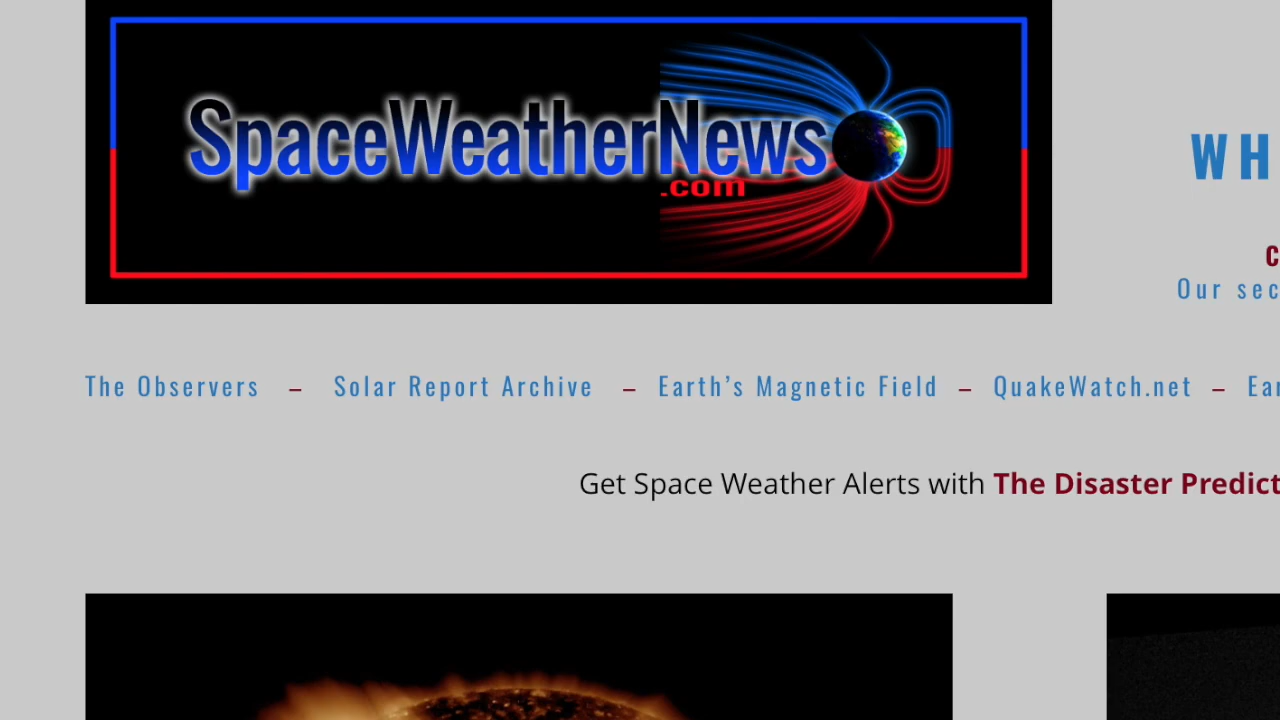 SpaceWeatherNews
.com
WH
C
Our sec
The Observers – Solar Report Archive – Earth’s Magnetic Field – QuakeWatch.net – Ear
Get Space Weather Alerts with The Disaster Predict